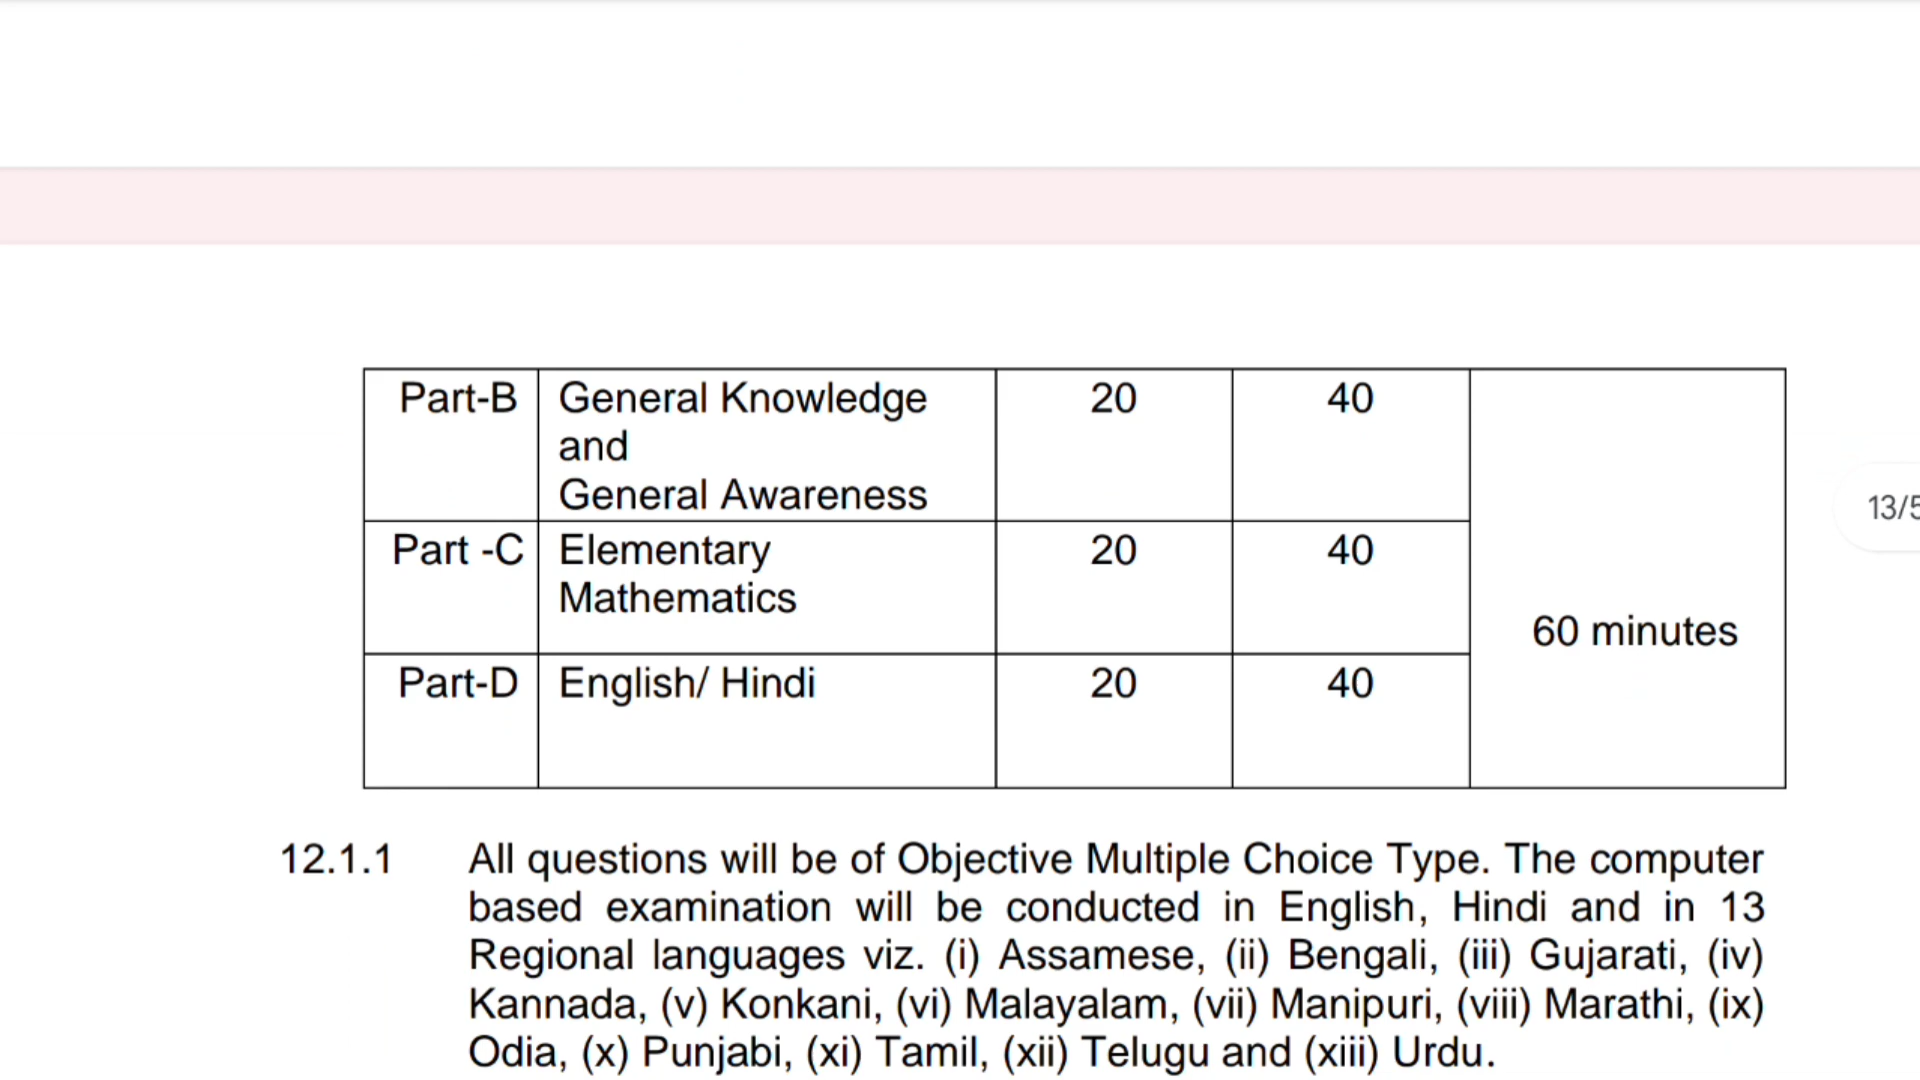 Part-B General Knowledge 20 40
and
General Awareness
Part -C Elementary 20 40
Mathematics
60 minutes
Part-D English/ Hindi 20 40
13/5
12.1.1 All questions will be of Objective Multiple Choice Type. The computer
based examination will be conducted in English, Hindi and in 13
Regional languages viz. (i) Assamese, (ii) Bengali, (iii) Gujarati, (iv)
Kannada, (v) Konkani, (vi) Malayalam, (vii) Manipuri, (viii) Marathi, (ix)
Odia, (x) Punjabi, (xi) Tamil, (xii) Telugu and (xiii) Urdu.